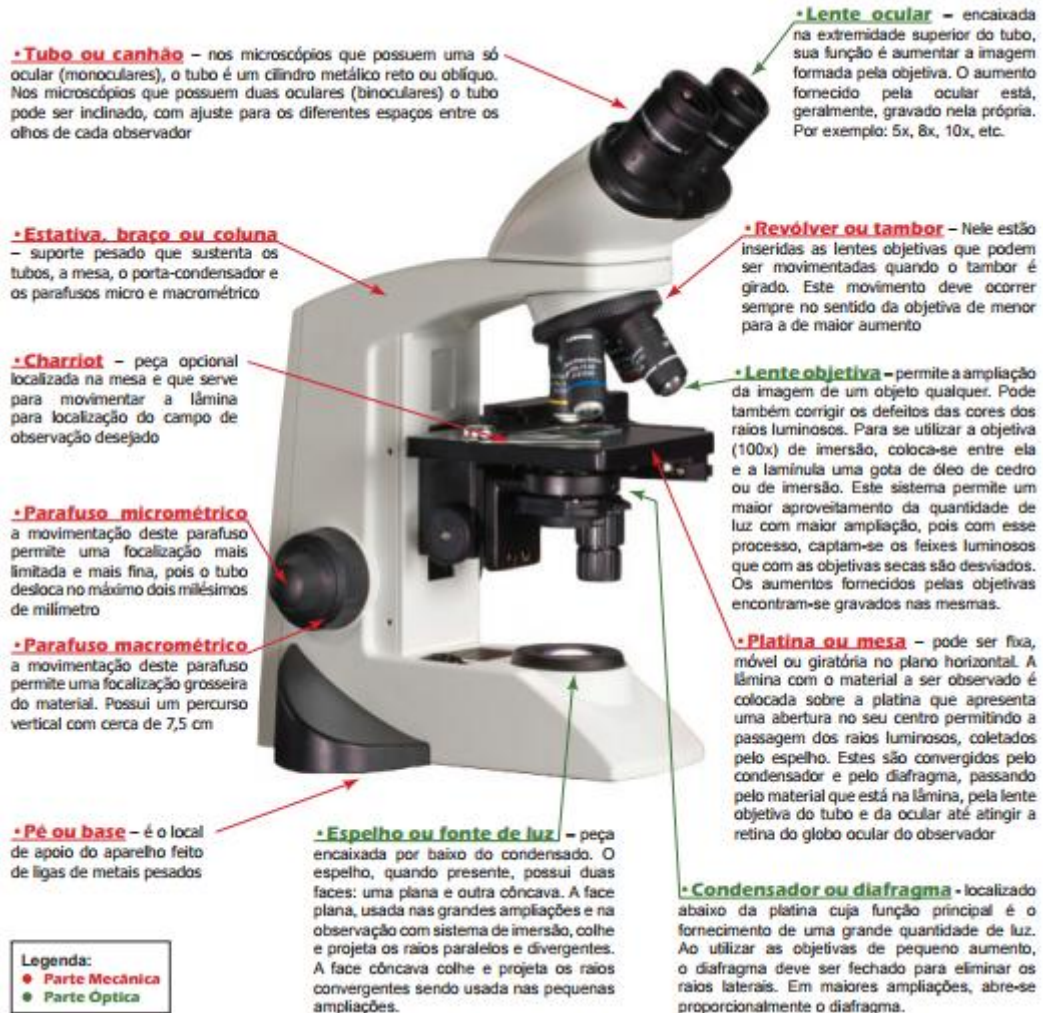 • Tubo ou canhão – nos microscópios que possuem uma só
ocular (monoculares), o tubo é um cilindro metálico reto ou oblíquo.
Nos microscópios que possuem duas oculares (binoculares) o tubo
pode ser inclinado, com ajuste para os diferentes espaços entre os
olhos de cada observador
• Lente ocular – encaixada
na extremidade superior do tubo,
sua função é aumentar a imagem
formada pela objetiva. O aumento
fornecido pela ocular está,
geralmente, gravado nela própria.
Por exemplo: 5x, 8x, 10x, etc.
• Estativa, braço ou coluna
– suporte pesado que sustenta os
tubos, a mesa, o porta-condensador e
os parafusos micro e macrométrico
• Revólver ou tambor – Nele estão
inseridas as lentes objetivas que podem
ser movimentadas quando o tambor é
girado. Este movimento deve ocorrer
sempre no sentido da objetiva de menor
para a de maior aumento
• Charriot – peça opcional
localizada na mesa e que serve
para movimentar a lâmina
para localização do campo de
observação desejado
• Lente objetiva – permite a ampliação
da imagem de um objeto qualquer. Pode
também corrigir os defeitos das cores dos
raios luminosos. Para se utilizar a objetiva
(100x) de imersão, coloca-se entre ela
e a lamínula uma gota de óleo de cedro
ou de imersão. Este sistema permite um
maior aproveitamento da quantidade de
luz com maior ampliação, pois com esse
processo, captam-se os feixes luminosos
que com as objetivas secas são desviados.
Os aumentos fornecidos pelas objetivas
encontram-se gravados nas mesmas.
• Parafuso micrométrico
a movimentação deste parafuso
permite uma focalização mais
limitada e mais fina, pois o tubo
desloca no máximo dois milésimos
de milímetro
• Parafuso macrométrico
a movimentação deste parafuso
permite uma focalização grosseira
do material. Possui um percurso
vertical com cerca de 7,5 cm
• Platina ou mesa – pode ser fixa,
móvel ou giratória no plano horizontal. A
lâmina com o material a ser observado é
colocada sobre a platina que apresenta
uma abertura no seu centro permitindo a
passagem dos raios luminosos, coletados
pelo espelho. Estes são convergidos pelo
condensador e pelo diafragma, passando
pelo material que está na lâmina, pela lente
objetiva do tubo e da ocular até atingir a
retina do globo ocular do observador
• Pé ou base – é o local
de apoio do aparelho feito
de ligas de metais pesados
• Espelho ou fonte de luz – peça
encaixada por baixo do condensado. O
espelho, quando presente, possui duas
faces: uma plana e outra côncava. A face
plana, usada nas grandes ampliações e na
observação com sistema de imersão, colhe
e projeta os raios paralelos e divergentes.
A face côncava colhe e projeta os raios
convergentes sendo usada nas pequenas
ampliações.
• Condensador ou diafragma - localizado
abaixo da platina cuja função principal é o
fornecimento de uma grande quantidade de luz.
Ao utilizar as objetivas de pequeno aumento,
o diafragma deve ser fechado para eliminar os
raios laterais. Em maiores ampliações, abre-se
proporcionalmente o diafragma.
Legenda:
• Parte Mecânica
• Parte Óptica